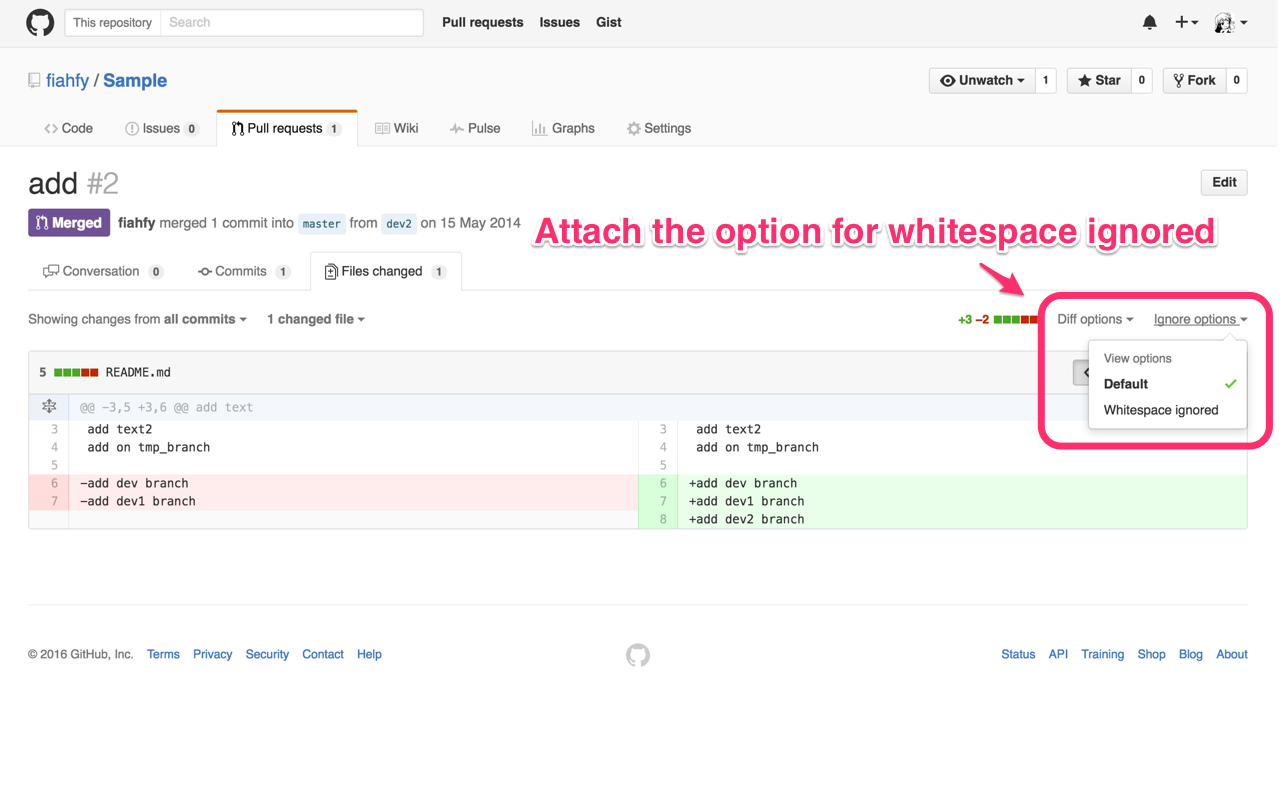 This repository Search Pull requests Issues Gist
fiahfy / Sample Unwatch 1 Star 0 Fork 0
Code Issues 0 Pull requests 1 Wiki Pulse Graphs Settings
add #2 Edit
Merged fiahfy merged 1 commit into master from dev2 on 15 May 2014
Attach the option for whitespace ignored
Conversation 0 Commits 1 Files changed 1
Showing changes from all commits 1 changed file +3 −2 Diff options Ignore options
View options
Default
Whitespace ignored
5 README.md
@@ -3,5 +3,6 @@ add text
3 add text2 3 add text2
4 add on tmp_branch 4 add on tmp_branch
5 5
6 -add dev branch 6 +add dev branch
7 -add dev1 branch 7 +add dev1 branch
8 +add dev2 branch
© 2016 GitHub, Inc. Terms Privacy Security Contact Help Status API Training Shop Blog About